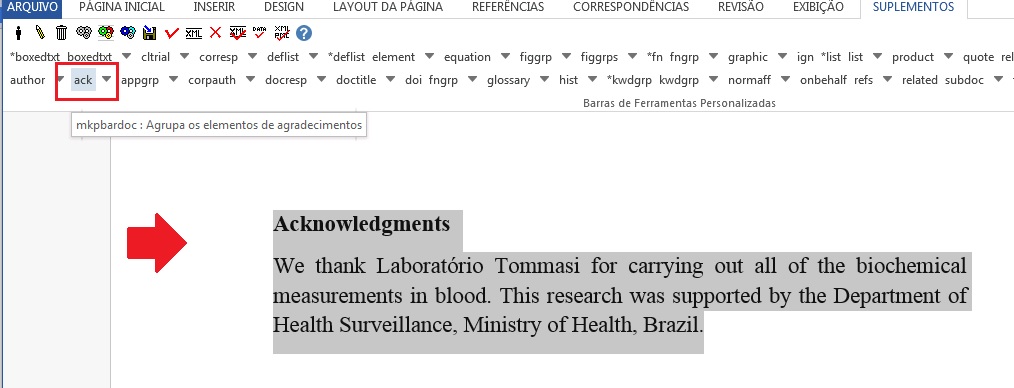 ARQUIVO PÁGINA INICIAL INSERIR DESIGN LAYOUT DA PÁGINA REFERÊNCIAS CORRESPONDÊNCIAS REVISÃO EXIBIÇÃO SUPLEMENTOS
XML XML DATA XML PMC
*boxedtxt boxedtxt cltrial corresp deflist *deflist element equation figgrp figgrps *fn fngrp graphic ign *list list product quote rel
author ack appgrp corpauth docresp doctitle doi fngrp glossary hist *kwdgrp kwdgrp normaff onbehalf refs related subdoc
Barras de Ferramentas Personalizadas
mkpbardoc : Agrupa os elementos de agradecimentos
Acknowledgments
We thank Laboratório Tommasi for carrying out all of the biochemical
measurements in blood. This research was supported by the Department of
Health Surveillance, Ministry of Health, Brazil.